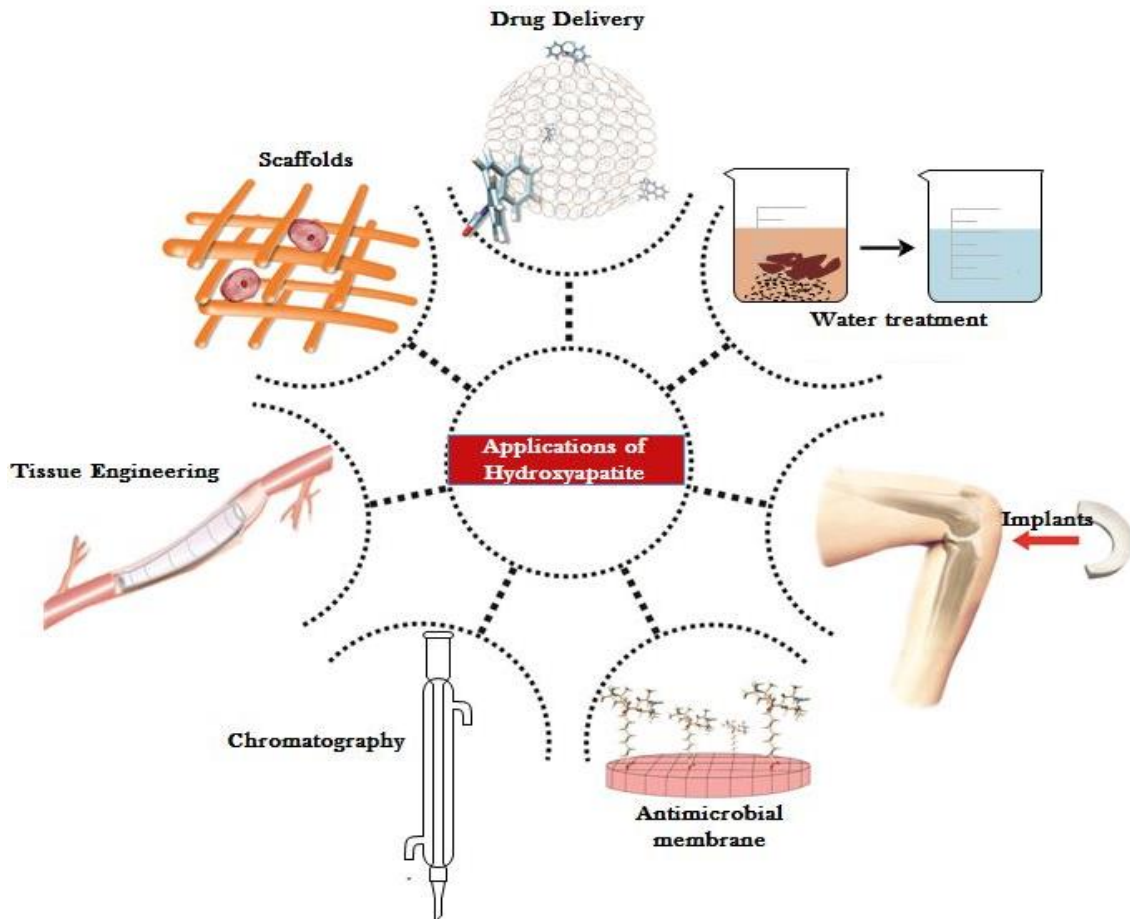 Drug Delivery
Scaffolds
Water treatment
Applications of
Hydroxyapatite
Tissue Engineering
Implants
Chromatography
Antimicrobial
membrane